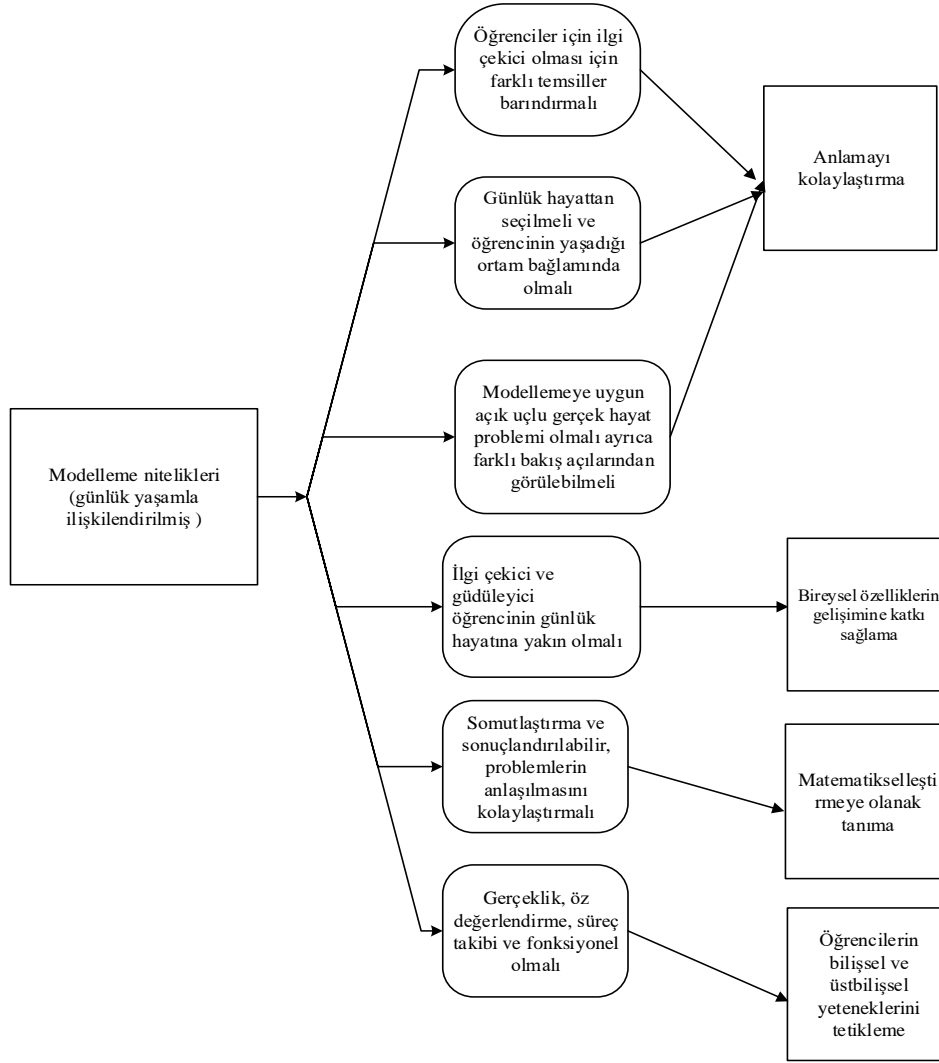 Öğrenciler için ilgi
çekici olması için
farklı temsiller
barındırmalı
Anlamayı
kolaylaştırma
Günlük hayattan
seçilmeli ve
öğrencinin yaşadığı
ortam bağlamında
olmalı
Modellemeye uygun
açık uçlu gerçek hayat
problemi olmalı ayrıca
farklı bakış açılarından
görülebilmeli
Modelleme nitelikleri
(günlük yaşamla
ilişkilendirilmiş )
İlgi çekici ve
güdüleyici
öğrencinin günlük
hayatına yakın olmalı
Bireysel özelliklerin
gelişimine katkı
sağlama
Somutlaştırma ve
sonuçlandırılabilir,
problemlerin
anlaşılmasını
kolaylaştırmalı
Matematikselleşti
rmeye olanak
tanıma
Gerçeklik, öz
değerlendirme, süreç
takibi ve fonksiyonel
olmalı
Öğrencilerin
bilişsel ve
üstbilişsel
yeteneklerini
tetikleme